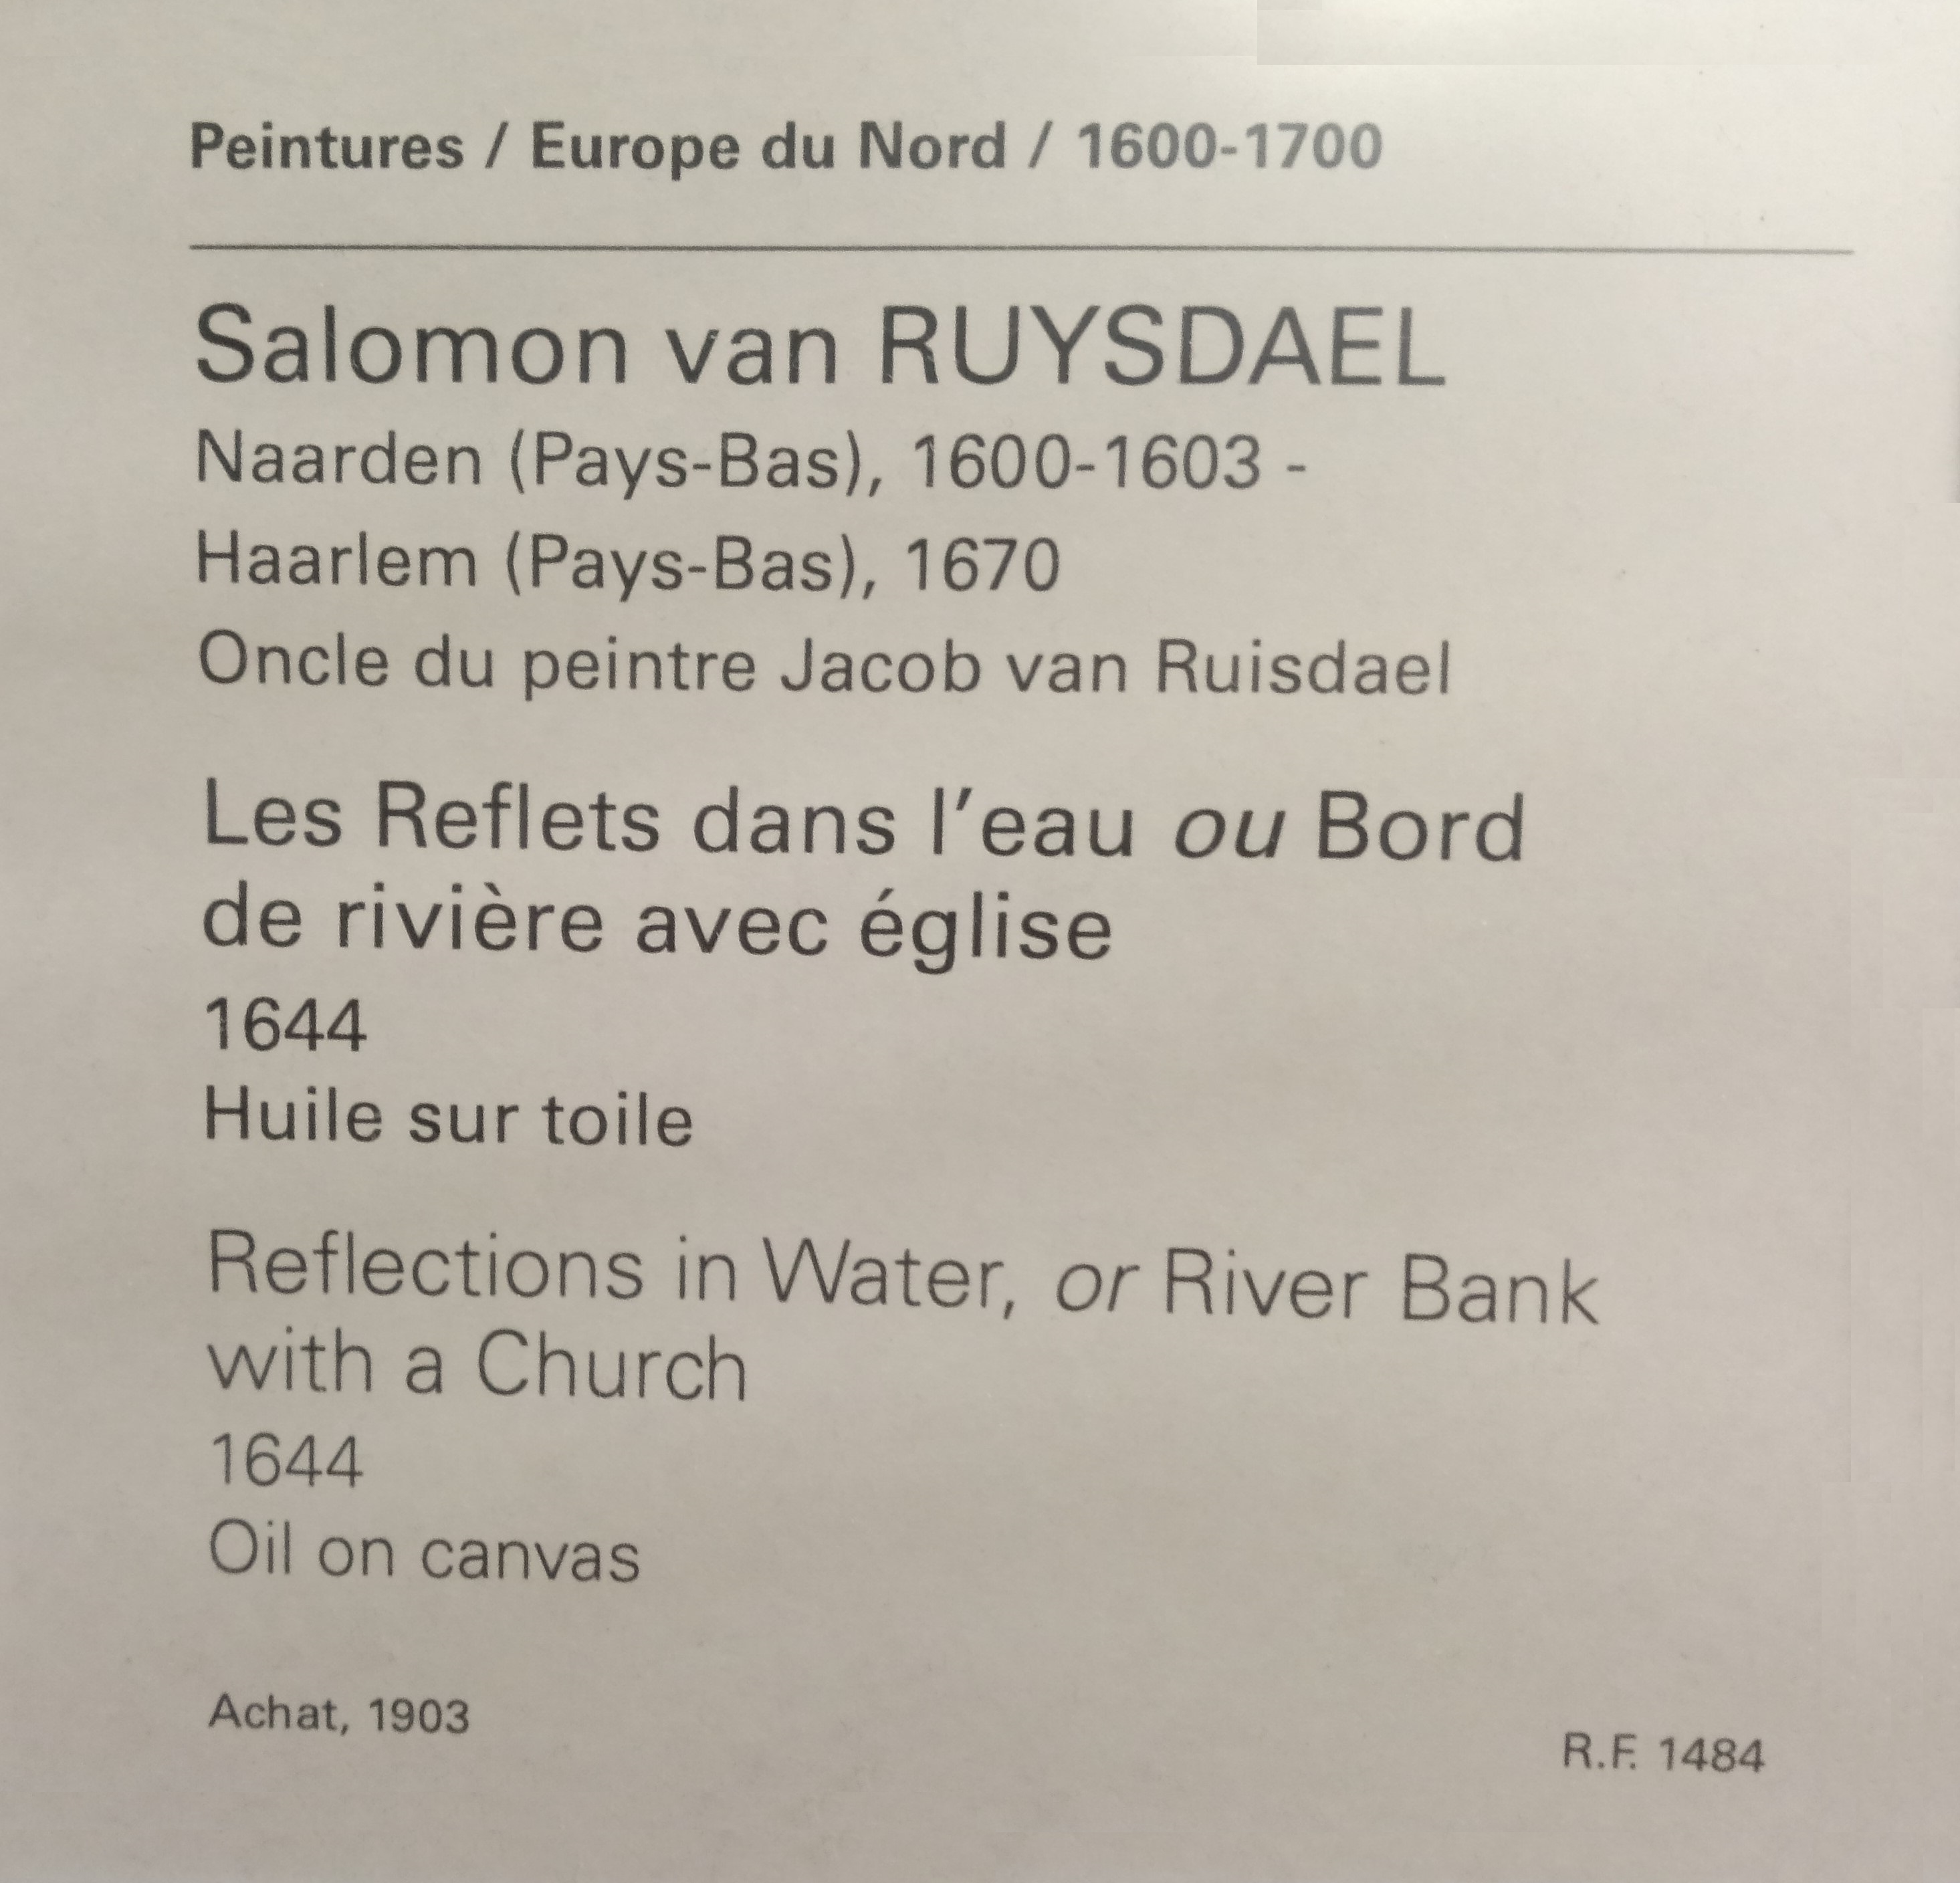 Peintures / Europe du Nord / 1600-1700
Salomon van RUYSDAEL
Naarden (Pays-Bas), 1600-1603 -
Haarlem (Pays-Bas), 1670
Oncle du peintre Jacob van Ruisdael
Les Reflets dans l’eau ou Bord
de rivière avec église
1644
Huile sur toile
Reflections in Water, or River Bank
with a Church
1644
Oil on canvas
Achat, 1903
R.F. 1484